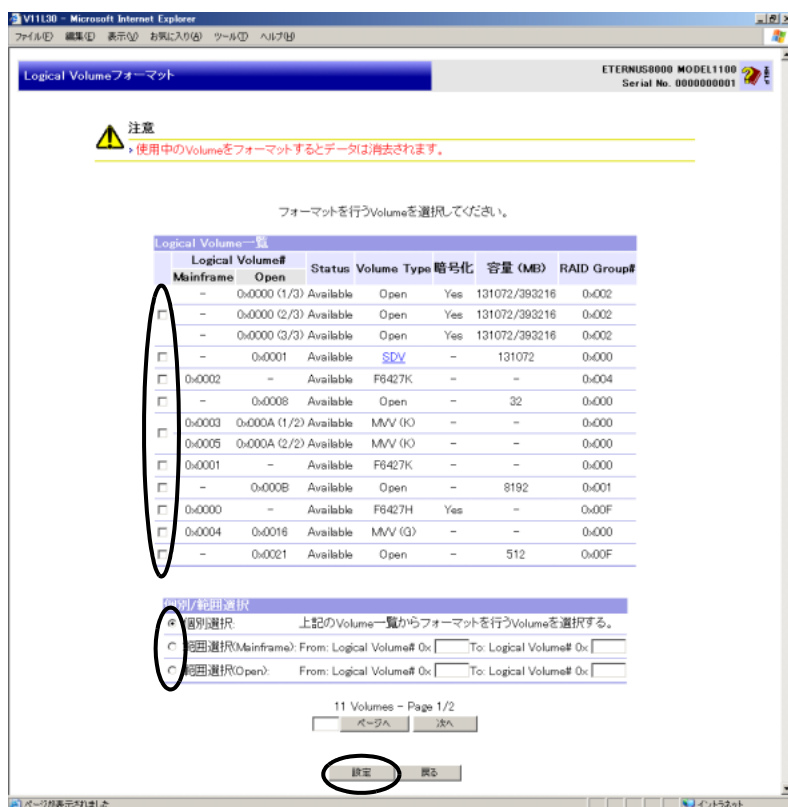 V11L30 - Microsoft Internet Explorer
ファイル(F) 編集(E) 表示(V) お気に入り(A) ツール(T) ヘルプ(H)
Logical Volumeフォーマット
ETERNUS8000 MODEL1100
Serial No. 0000000001
HELP
注意
使用中のVolumeをフォーマットするとデータは消去されます。
フォーマットを行うVolumeを選択してください。
Logical Volume一覧
Logical Volume# Status Volume Type 暗号化 容量 (MB) RAID Group#
Mainframe Open
- 0x0000 (1/3) Available Open Yes 131072/393216 0x002
- 0x0000 (2/3) Available Open Yes 131072/393216 0x002
- 0x0000 (3/3) Available Open Yes 131072/393216 0x002
- 0x0001 Available SDV - 131072 0x000
0x0002 - Available F6427K - - 0x004
- 0x0008 Available Open - 32 0x000
0x0003 0x000A (1/2) Available MVV (K) - - 0x000
0x0005 0x000A (2/2) Available MVV (K) - - 0x000
0x0001 - Available F6427K - - 0x000
- 0x000B Available Open - 8192 0x001
0x0000 - Available F6427H Yes - 0x00F
0x0004 0x0016 Available MVV (G) - - 0x000
- 0x0021 Available Open - 512 0x00F
個別/範囲選択
個別選択: 上記のVolume一覧からフォーマットを行うVolumeを選択する。
範囲選択(Mainframe): From: Logical Volume# 0x To: Logical Volume# 0x
範囲選択(Open): From: Logical Volume# 0x To: Logical Volume# 0x
11 Volumes - Page 1/2
ページへ 次へ
設定 戻る
ページが表示されました イントラネット